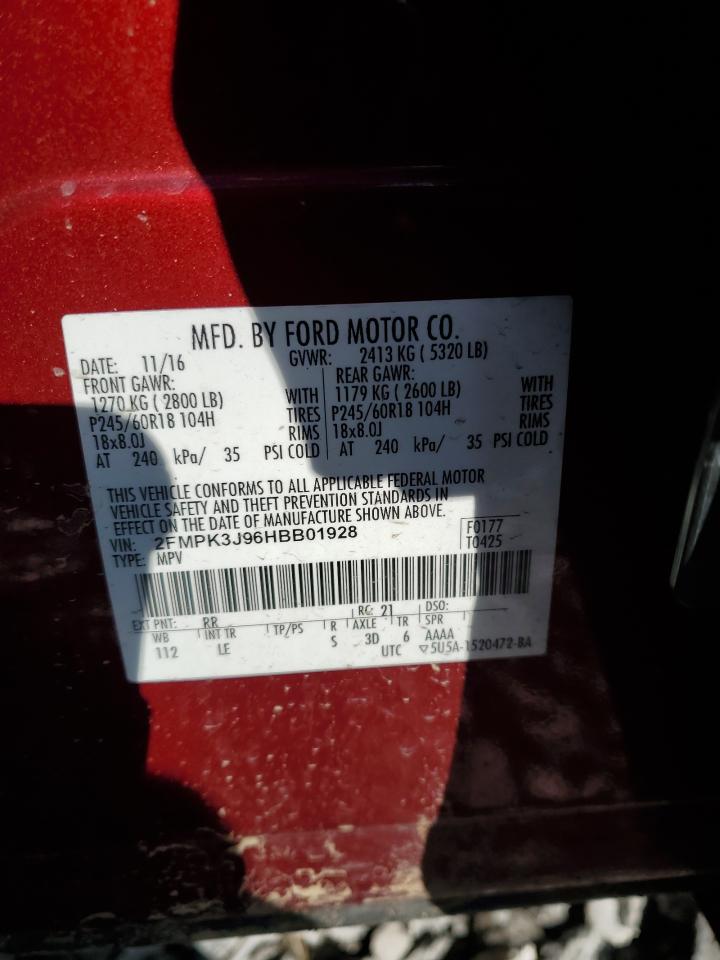 MFD. BY FORD MOTOR CO.
DATE: 11/16 GVWR: 2413 KG ( 5320 LB)
FRONT GAWR: REAR GAWR:
1270 KG ( 2800 LB) WITH 1179 KG ( 2600 LB) WITH
P245/60R18 104H TIRES P245/60R18 104H TIRES
18x8.0J RIMS 18x8.0J RIMS
AT 240 kPa/ 35 PSI COLD AT 240 kPa/ 35 PSI COLD
THIS VEHICLE CONFORMS TO ALL APPLICABLE FEDERAL MOTOR
VEHICLE SAFETY AND THEFT PREVENTION STANDARDS IN
EFFECT ON THE DATE OF MANUFACTURE SHOWN ABOVE.
VIN: 2FMPK3J96HBB01928 F0177
TYPE: MPV T0425
EXT PNT: RR RC: 21 DSO:
WB INT TR TP/PS R AXLE TR SPR
112 LE S 3D 6 AAAA
UTC ▽5U5A-1520472-BA